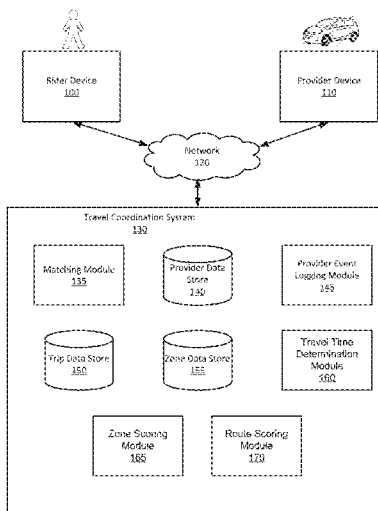 Rider Device
100
Provider Device
110
Network
120
Travel Coordination System
130
Matching Module
135
Provider Data
Store
140
Provider Event
Logging Module
145
Trip Data Store
150
Zone Data Store
155
Travel Time
Determination
Module
160
Zone Scoring
Module
165
Route Scoring
Module
170